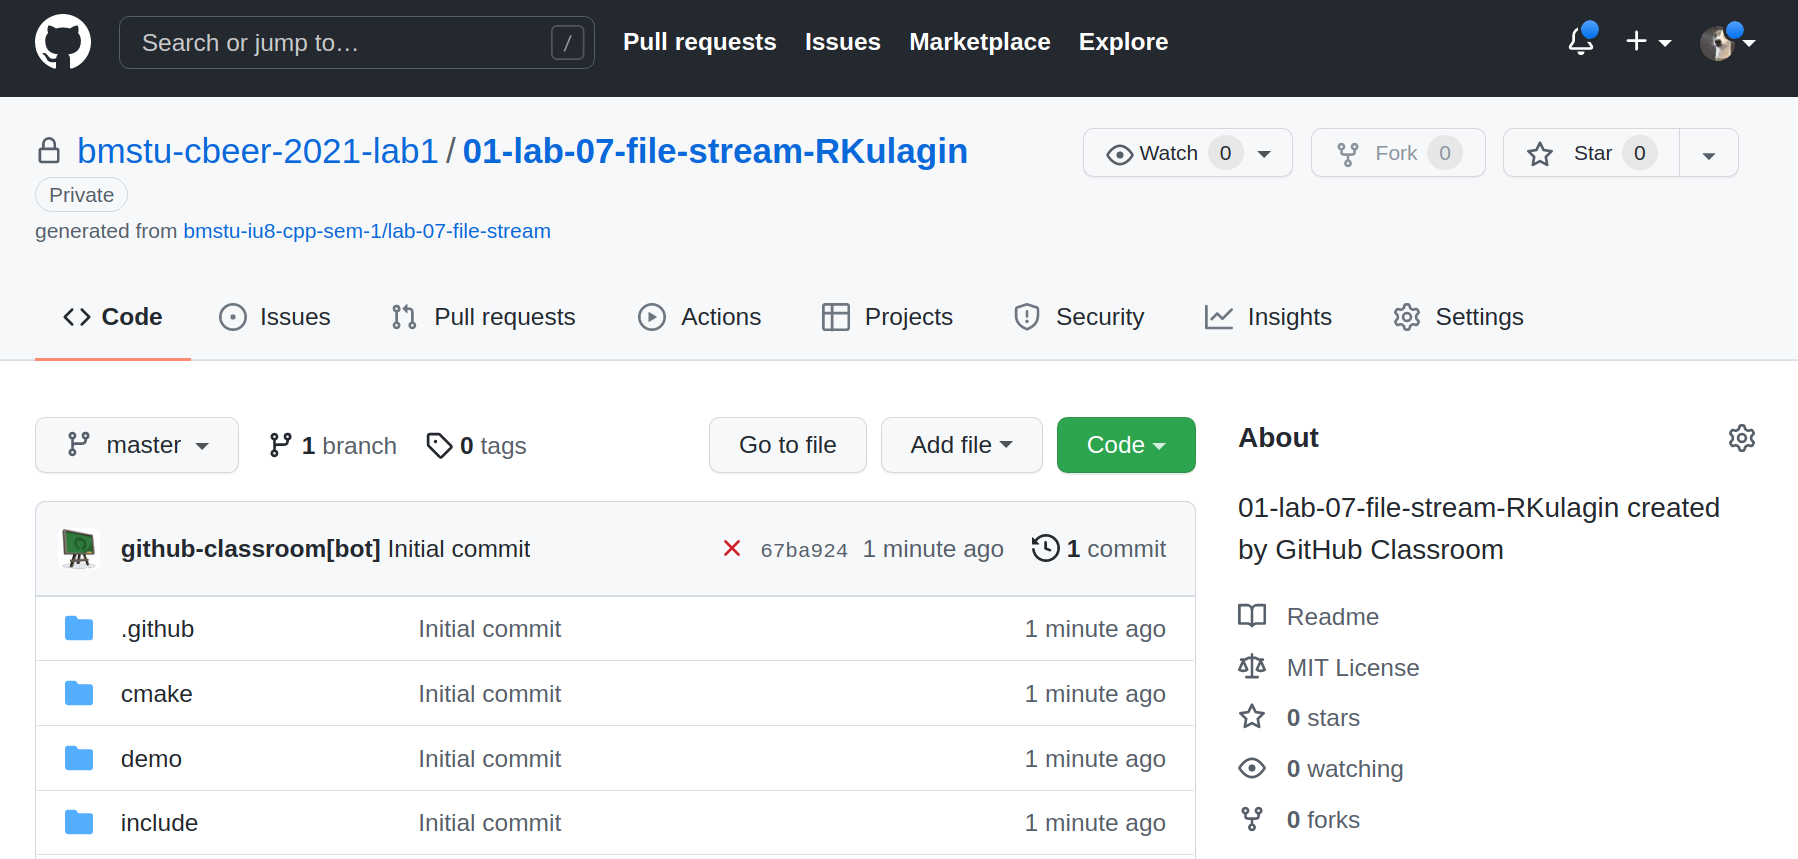 Search or jump to… / Pull requests Issues Marketplace Explore
bmstu-cbeer-2021-lab1 / 01-lab-07-file-stream-RKulagin Watch 0 Fork 0 Star 0
Private
generated from bmstu-iu8-cpp-sem-1/lab-07-file-stream
Code Issues Pull requests Actions Projects Security Insights Settings
master 1 branch 0 tags Go to file Add file Code
github-classroom[bot] Initial commit 67ba924 1 minute ago 1 commit
.github Initial commit 1 minute ago
cmake Initial commit 1 minute ago
demo Initial commit 1 minute ago
include Initial commit 1 minute ago
About
01-lab-07-file-stream-RKulagin created
by GitHub Classroom
Readme
MIT License
0 stars
0 watching
0 forks